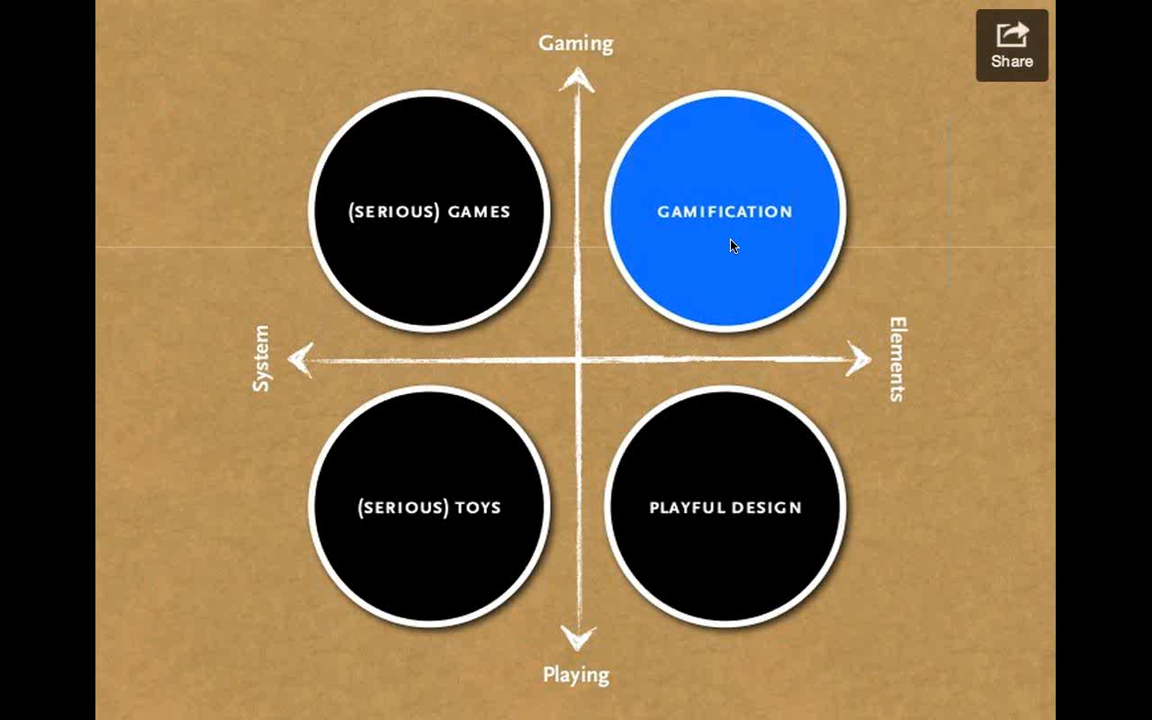 Gaming
Share
(SERIOUS) GAMES
GAMIFICATION
System
Elements
(SERIOUS) TOYS
PLAYFUL DESIGN
Playing